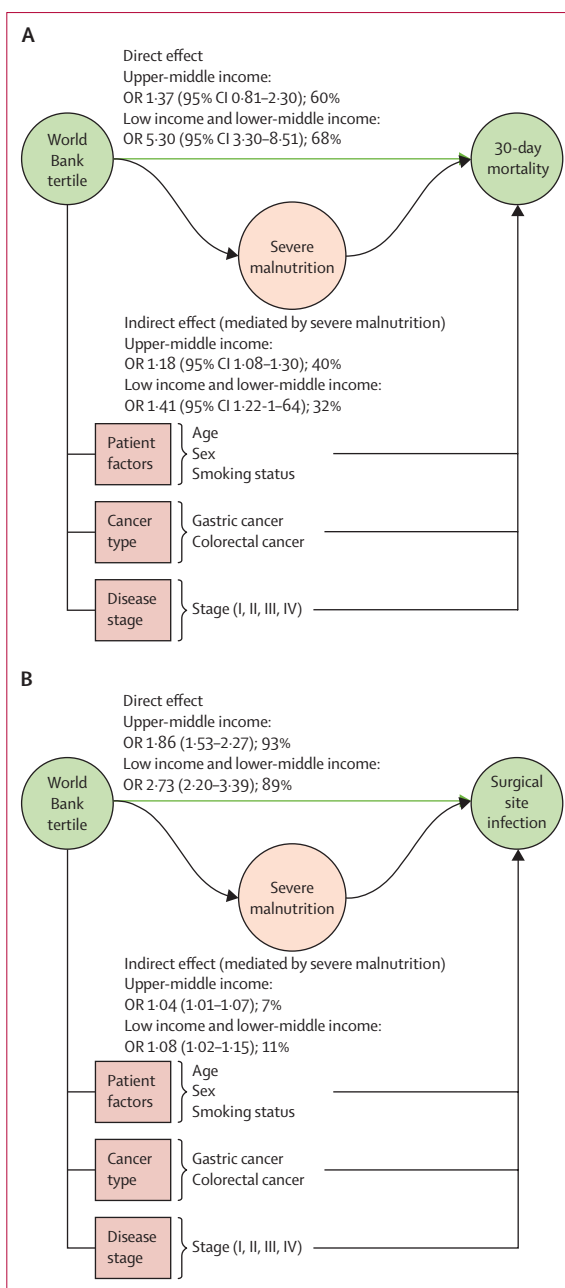 A
Direct effect
Upper-middle income:
OR 1·37 (95% CI 0·81–2·30); 60%
Low income and lower-middle income:
OR 5·30 (95% CI 3·30–8·51); 68%
World
Bank
tertile
30-day
mortality
Severe
malnutrition
Indirect effect (mediated by severe malnutrition)
Upper-middle income:
OR 1·18 (95% CI 1·08–1·30); 40%
Low income and lower-middle income:
OR 1·41 (95% CI 1·22-1–64); 32%
Patient
factors
Age
Sex
Smoking status
Cancer
type
Gastric cancer
Colorectal cancer
Disease
stage
Stage (I, II, III, IV)
B
Direct effect
Upper-middle income:
OR 1·86 (1·53–2·27); 93%
Low income and lower-middle income:
OR 2·73 (2·20–3·39); 89%
World
Bank
tertile
Surgical
site
infection
Severe
malnutrition
Indirect effect (mediated by severe malnutrition)
Upper-middle income:
OR 1·04 (1·01–1·07); 7%
Low income and lower-middle income:
OR 1·08 (1·02–1·15); 11%
Patient
factors
Age
Sex
Smoking status
Cancer
type
Gastric cancer
Colorectal cancer
Disease
stage
Stage (I, II, III, IV)